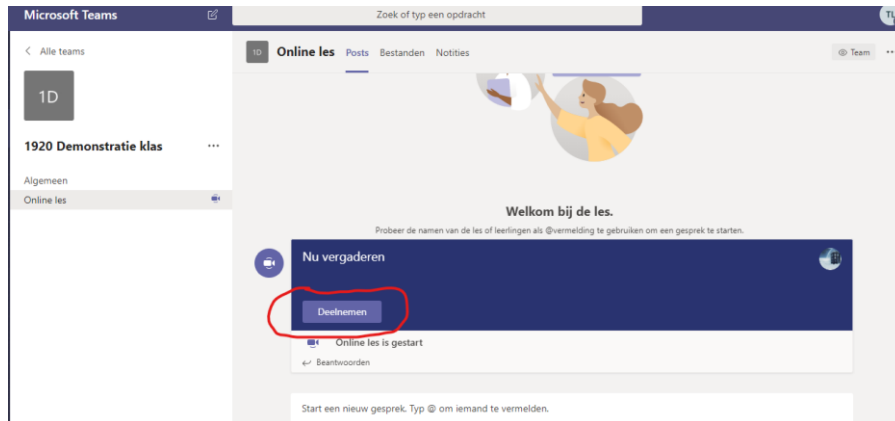 Microsoft Teams
Zoek of typ een opdracht
TL
Alle teams
1D
1920 Demonstratie klas
Algemeen
Online les
1D Online les Posts Bestanden Notities
Team
Welkom bij de les.
Probeer de namen van de les of leerlingen als @vermelding te gebruiken om een gesprek te starten.
Nu vergaderen
Deelnemen
Online les is gestart
Beantwoorden
Start een nieuw gesprek. Typ @ om iemand te vermelden.